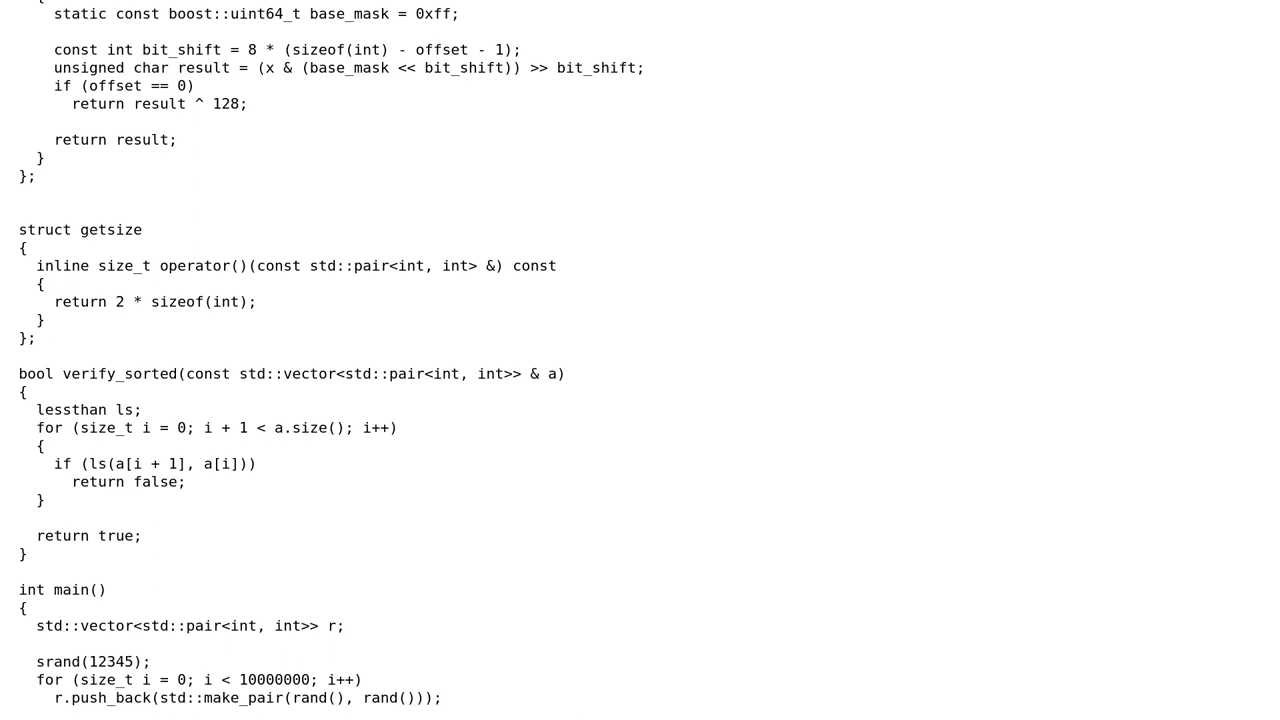 {
    static const boost::uint64_t base_mask = 0xff;

    const int bit_shift = 8 * (sizeof(int) - offset - 1);
    unsigned char result = (x & (base_mask << bit_shift)) >> bit_shift;
    if (offset == 0)
      return result ^ 128;

    return result;
  }
};


struct getsize
{
  inline size_t operator()(const std::pair<int, int> &) const
  {
    return 2 * sizeof(int);
  }
};

bool verify_sorted(const std::vector<std::pair<int, int>> & a)
{
  lessthan ls;
  for (size_t i = 0; i + 1 < a.size(); i++)
  {
    if (ls(a[i + 1], a[i]))
      return false;
  }

  return true;
}

int main()
{
  std::vector<std::pair<int, int>> r;

  srand(12345);
  for (size_t i = 0; i < 10000000; i++)
    r.push_back(std::make_pair(rand(), rand()));